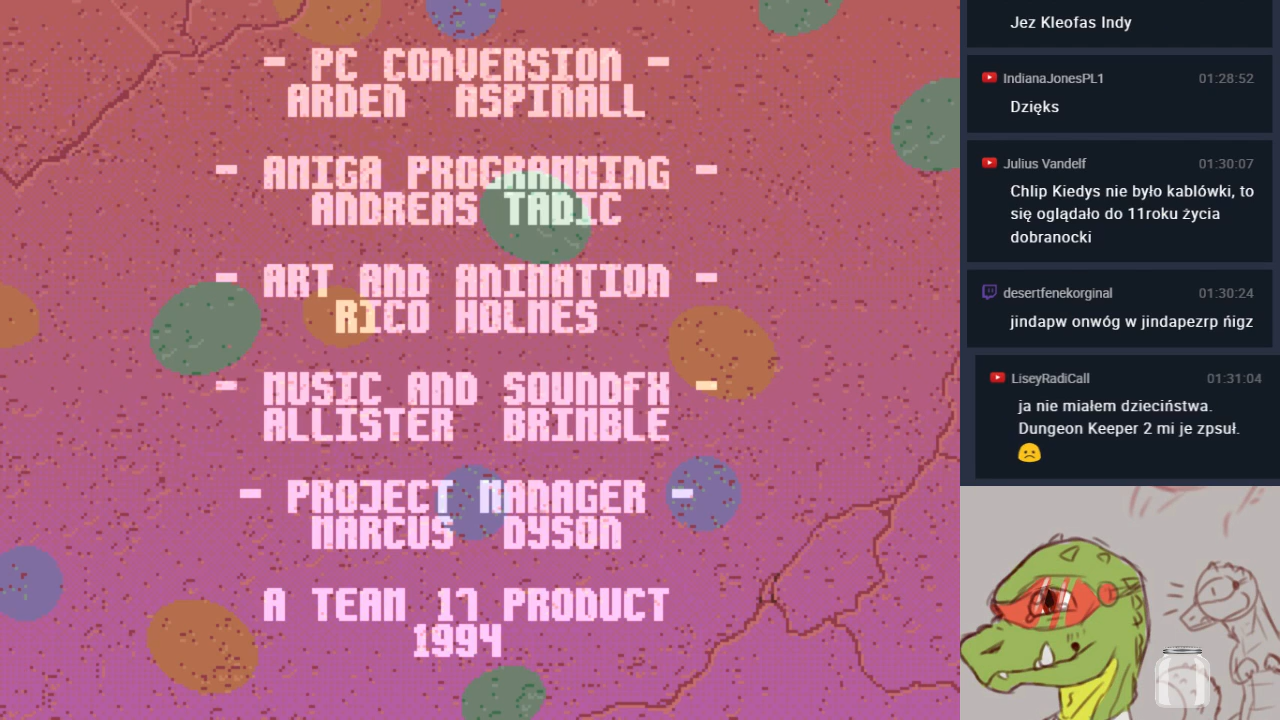 - PC CONVERSION -
ARDEN ASPINALL
- AMIGA PROGRAMMING -
ANDREAS TADIC
- ART AND ANIMATION -
RICO HOLMES
- MUSIC AND SOUNDFX -
ALLISTER BRIMBLE
- PROJECT MANAGER -
MARCUS DYSON
A TEAM 17 PRODUCT
1994
Jez Kleofas Indy
IndianaJonesPL1 01:28:52
Dzięks
Julius Vandelf 01:30:07
Chlip Kiedys nie było kablówki, to
się oglądało do 11roku życia
dobranocki
desertfenekorginal 01:30:24
jindapw onwóg w jindapezrp ńigz
LiseyRadiCall 01:31:04
ja nie miałem dzieciństwa.
Dungeon Keeper 2 mi je zpsuł.